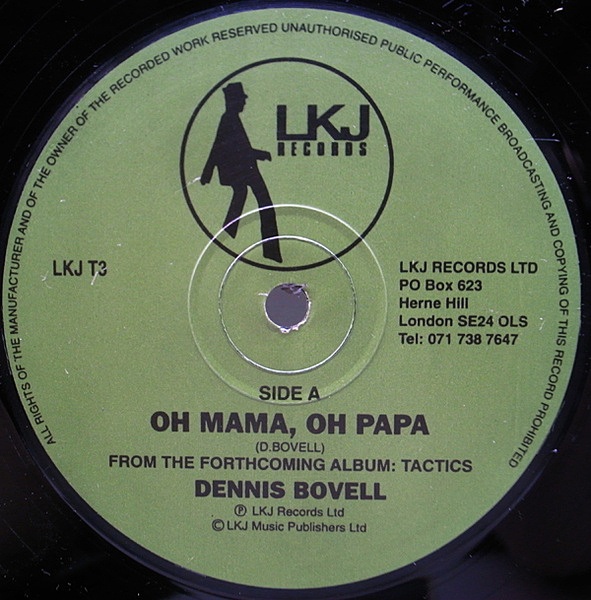 ALL RIGHTS OF THE MANUFACTURER AND OF THE OWNER OF THE RECORDED WORK RESERVED UNAUTHORISED PUBLIC PERFORMANCE BROADCASTING AND COPYING OF THIS RECORD PROHIBITED
LKJ
RECORDS
LKJ T3
LKJ RECORDS LTD
PO Box 623
Herne Hill
London SE24 OLS
Tel: 071 738 7647
SIDE A
OH MAMA, OH PAPA
(D.BOVELL)
FROM THE FORTHCOMING ALBUM: TACTICS
DENNIS BOVELL
℗ LKJ Records Ltd
© LKJ Music Publishers Ltd